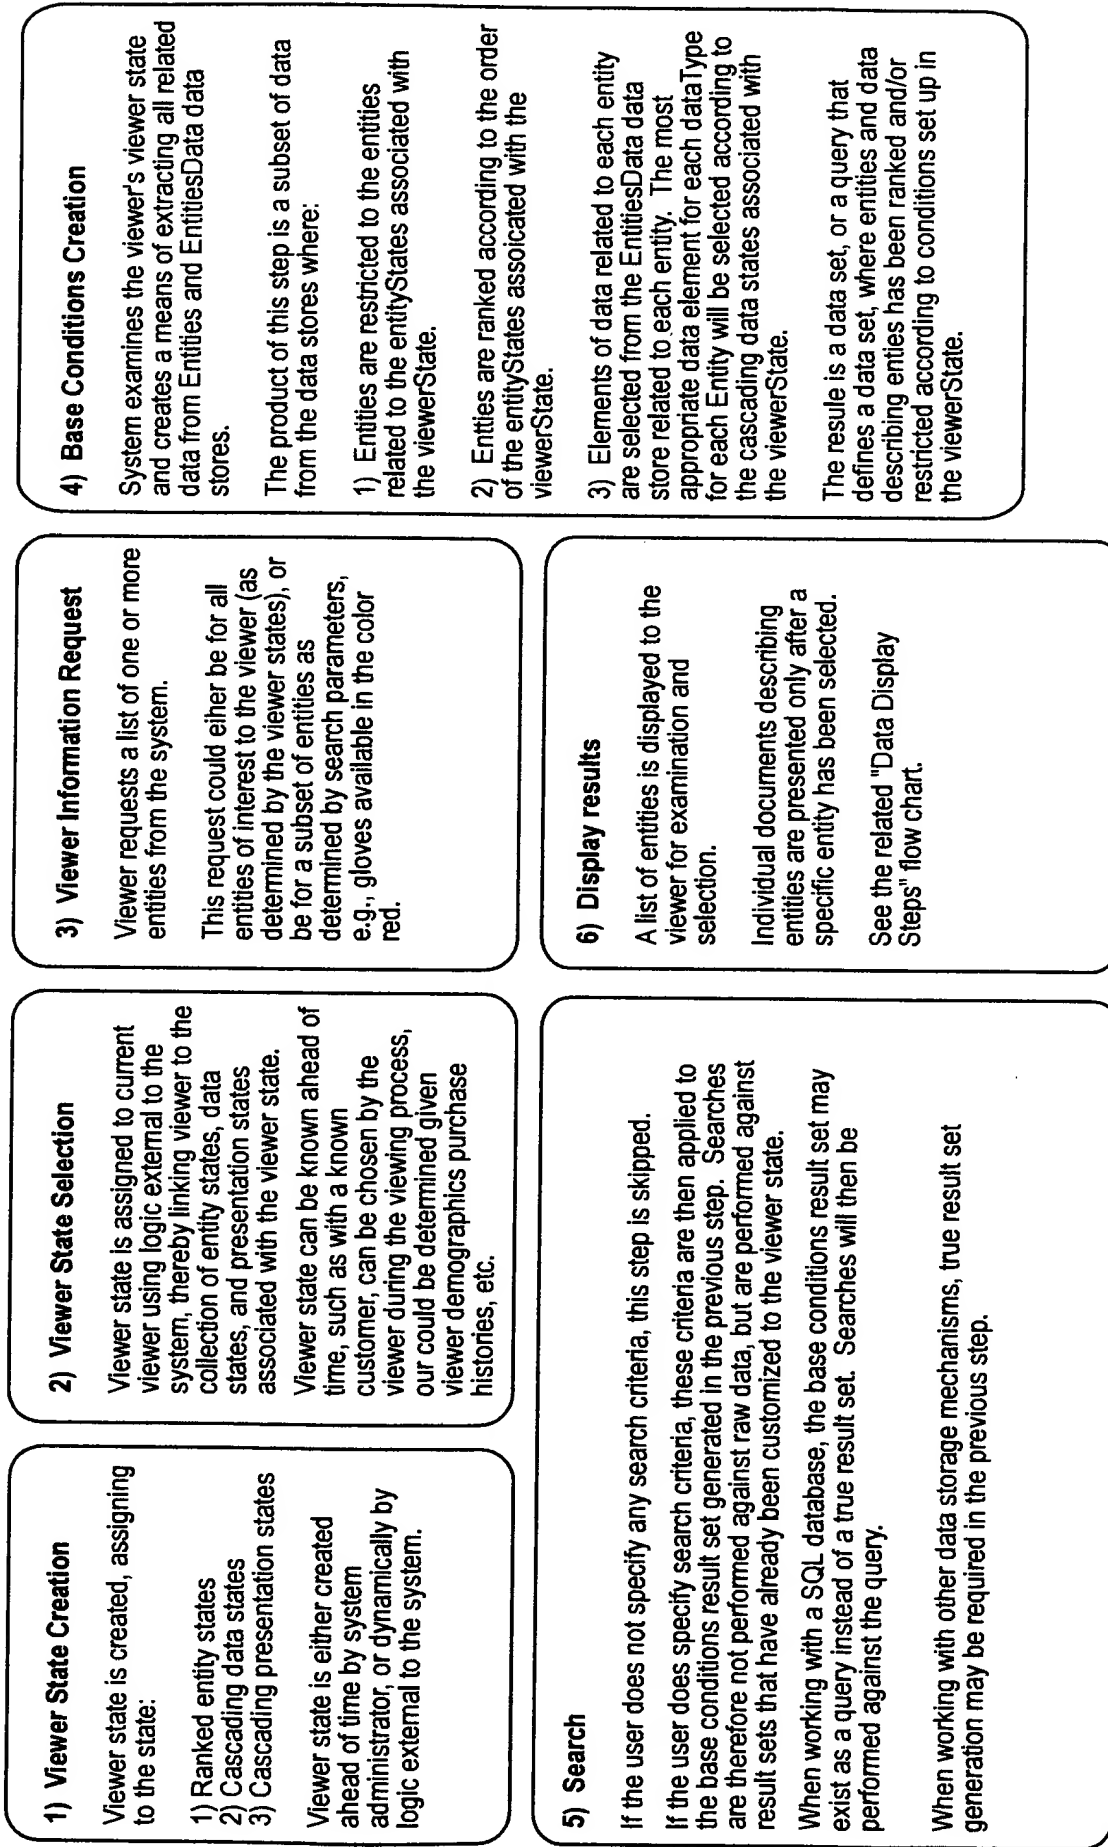 1) Viewer State Creation
Viewer state is created, assigning
to the state:
1) Ranked entity states
2) Cascading data states
3) Cascading presentation states
Viewer state is either created
ahead of time by system
administrator, or dynamically by
logic external to the system.
2) Viewer State Selection
Viewer state is assigned to current
viewer using logic external to the
system, thereby linking viewer to the
collection of entity states, data
states, and presentation states
associated with the viewer state.
Viewer state can be known ahead of
time, such as with a known
customer, can be chosen by the
viewer during the viewing process,
our could be determined given
viewer demographics purchase
histories, etc.
3) Viewer Information Request
Viewer requests a list of one or more
entities from the system.
This request could eiher be for all
entities of interest to the viewer (as
determined by the viewer states), or
be for a subset of entities as
determined by search parameters,
e.g., gloves available in the color
red.
4) Base Conditions Creation
System examines the viewer's viewer state
and creates a means of extracting all related
data from Entities and EntitiesData data
stores.
The product of this step is a subset of data
from the data stores where:
1) Entities are restricted to the entities
related to the entityStates associated with
the viewerState.
2) Entties are ranked according to the order
of the entityStates assoicated with the
viewerState.
3) Elements of data related to each entity
are selected from the EntitiesData data
store related to each entity. The most
appropriate data element for each dataType
for each Entity will be selected according to
the cascading data states associated with
the viewerState.
The resule is a data set, or a query that
defines a data set, where entities and data
describing enties has been ranked and/or
restricted according to conditions set up in
the viewerState.
5) Search
If the user does not specify any search criteria, this step is skipped.
If the user does specify search criteria, these criteria are then applied to
the base conditions result set generated in the previous step. Searches
are therefore not performed against raw data, but are performed against
result sets that have already been customized to the viewer state.
When working with a SQL database, the base conditions result set may
exist as a query instead of a true result set. Searches will then be
performed against the query.
When working with other data storage mechanisms, true result set
generation may be required in the previous step.
6) Display results
A list of entities is displayed to the
viewer for examination and
selection.
Individual documents describing
entities are presented only after a
specific entity has been selected.
See the related "Data Display
Steps" flow chart.